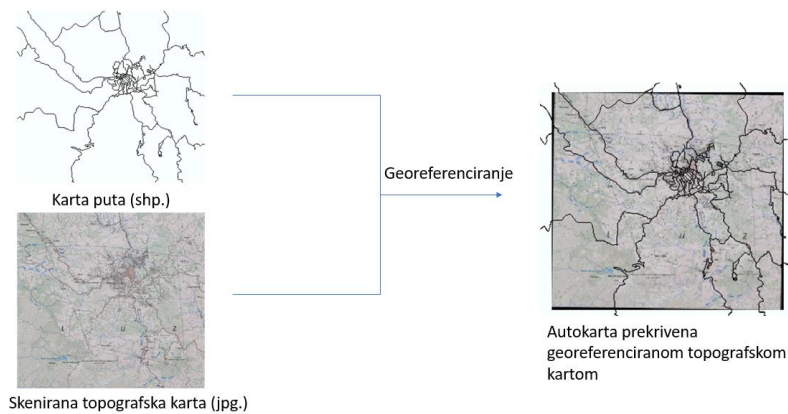 Karta puta (shp.)
Georeferenciranje
Skenirana topografska karta (jpg.)
Autokarta prekrivena
georeferenciranom topografskom
kartom